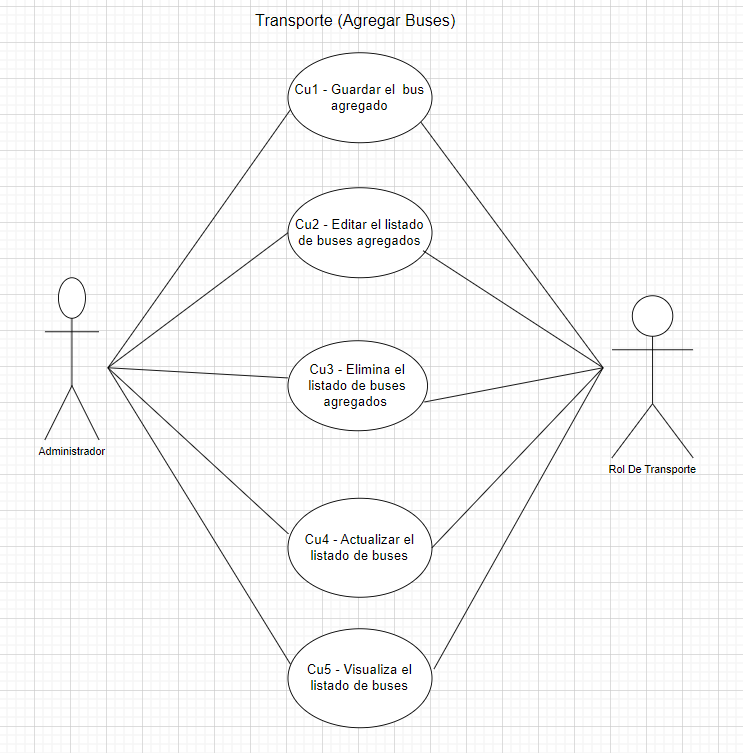 Transporte (Agregar Buses)
Cu1 - Guardar el  bus
agregado
Cu2 - Editar el listado
de buses agregados
Cu3 - Elimina el
listado de buses
agregados
Administrador
Rol De Transporte
Cu4 - Actualizar el
listado de buses
Cu5 - Visualiza el
listado de buses